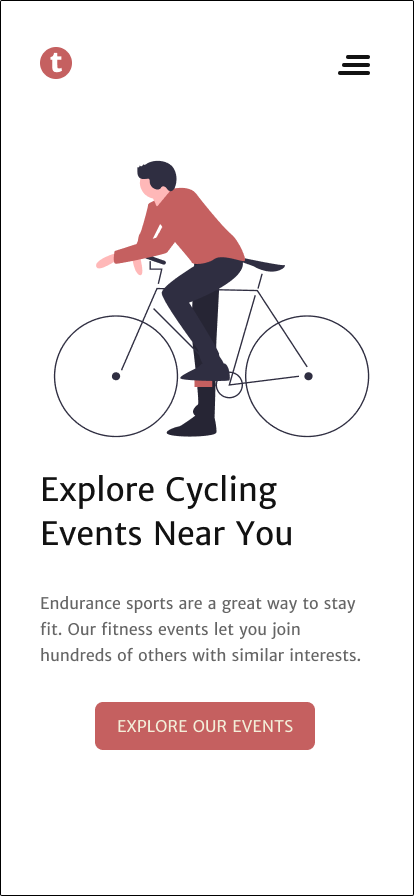 t
Explore Cycling
Events Near You
Endurance sports are a great way to stay
fit. Our fitness events let you join
hundreds of others with similar interests.
EXPLORE OUR EVENTS